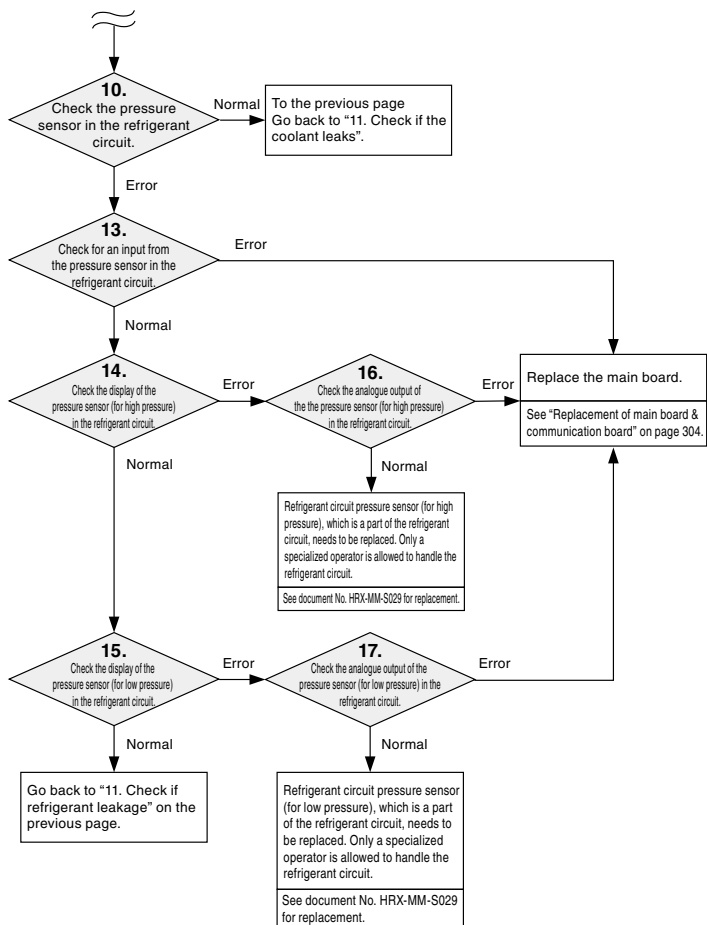 10.
Check the pressure
sensor in the refrigerant
circuit.
Normal
To the previous page
Go back to “11. Check if the
coolant leaks”.
Error
13.
Check for an input from
the pressure sensor in the
refrigerant circuit.
Error
Normal
14.
Check the display of the
pressure sensor (for high pressure)
in the refrigerant circuit.
Error
16.
Check the analogue output of
the the pressure sensor (for high pressure)
in the refrigerant circuit.
Error
Replace the main board.
See “Replacement of main board &
communication board” on page 304.
Normal
Normal
Refrigerant circuit pressure sensor (for high
pressure), which is a part of the refrigerant
circuit, needs to be replaced. Only a
specialized operator is allowed to handle the
refrigerant circuit.
See document No. HRX-MM-S029 for replacement.
15.
Check the display of the
pressure sensor (for low pressure)
in the refrigerant circuit.
Error
17.
Check the analogue output of the
pressure sensor (for low pressure) in the
refrigerant circuit.
Error
Normal
Normal
Go back to “11. Check if
refrigerant leakage” on the
previous page.
Refrigerant circuit pressure sensor
(for low pressure), which is a part
of the refrigerant circuit, needs to
be replaced. Only a specialized
operator is allowed to handle the
refrigerant circuit.
See document No. HRX-MM-S029
for replacement.